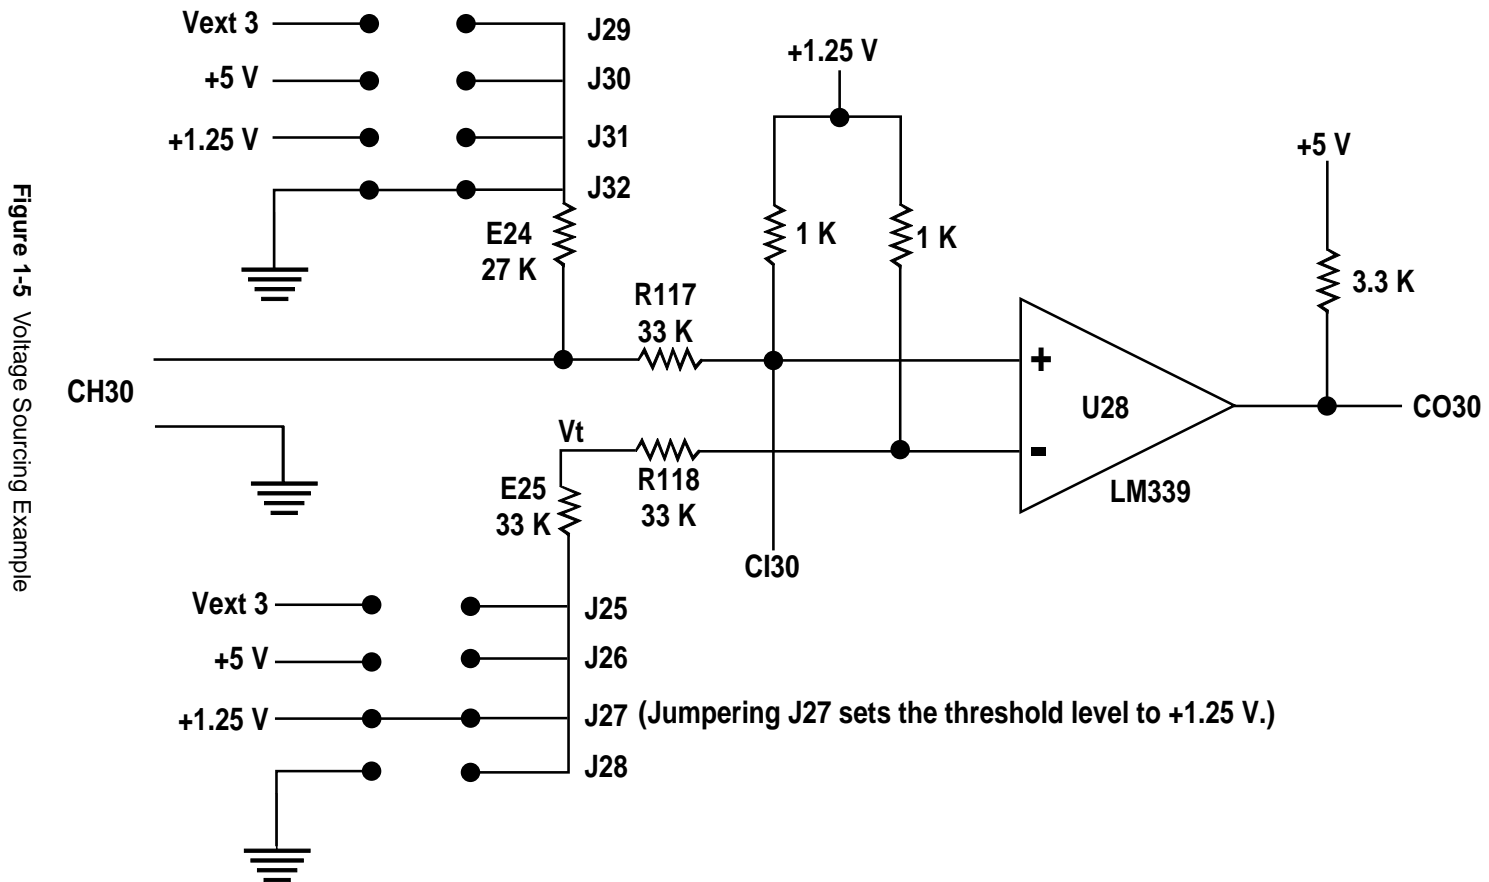 Figure 1-5 Voltage Sourcing Example
Vext 3
J29
+5 V
J30
+1.25 V
J31
J32
E24
27 K
+1.25 V
1 K
1 K
+5 V
3.3 K
R117
33 K
CH30
+
U28
-
LM339
CO30
Vt
R118
33 K
E25
33 K
CI30
Vext 3
J25
+5 V
J26
+1.25 V
J27 (Jumpering J27 sets the threshold level to +1.25 V.)
J28